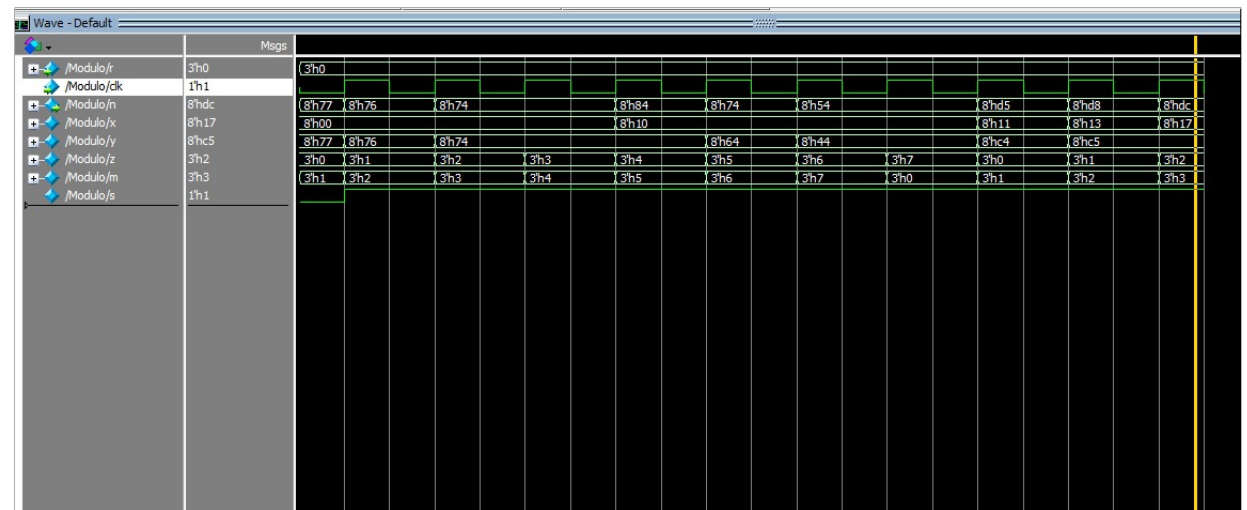 Wave - Default
Msgs
/Modulo/r 3'h0 3'h0
/Modulo/clk 1'h1
/Modulo/n 8'hdc 8'h77 8'h76 8'h74 8'h84 8'h74 8'h54 8'hd5 8'hd8 8'hdc
/Modulo/x 8'h17 8'h00 8'h10 8'h11 8'h13 8'h17
/Modulo/y 8'hc5 8'h77 8'h76 8'h74 8'h64 8'h44 8'hc4 8'hc5
/Modulo/z 3'h2 3'h0 3'h1 3'h2 3'h3 3'h4 3'h5 3'h6 3'h7 3'h0 3'h1 3'h2
/Modulo/m 3'h3 3'h1 3'h2 3'h3 3'h4 3'h5 3'h6 3'h7 3'h0 3'h1 3'h2 3'h3
/Modulo/s 1'h1